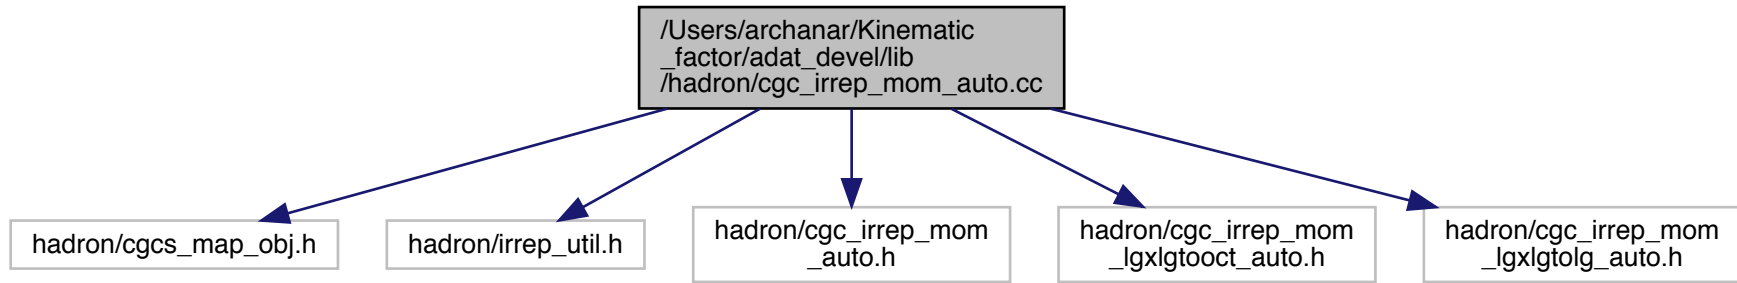 /Users/archanar/Kinematic
_factor/adat_devel/lib
/hadron/cgc_irrep_mom_auto.cc
hadron/cgcs_map_obj.h
hadron/irrep_util.h
hadron/cgc_irrep_mom
_auto.h
hadron/cgc_irrep_mom
_lgxlgtooct_auto.h
hadron/cgc_irrep_mom
_lgxlgtolg_auto.h